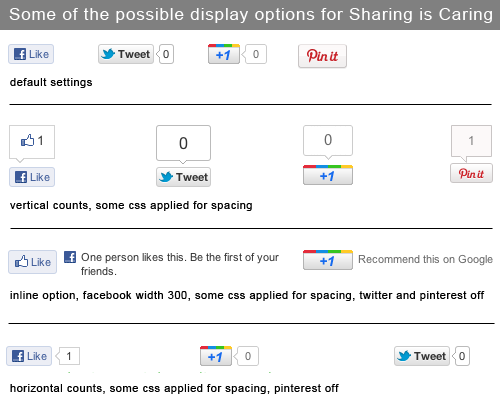 Some of the possible display options for Sharing is Caring
Like Tweet 0 +1 0 Pin it
default settings
1 0 0 1
Like Tweet +1 Pin it
vertical counts, some css applied for spacing
Like One person likes this. Be the first of your +1 Recommend this on Google
friends.
inline option, facebook width 300, some css applied for spacing, twitter and pinterest off
Like 1 +1 0 Tweet 0
horizontal counts, some css applied for spacing, pinterest off